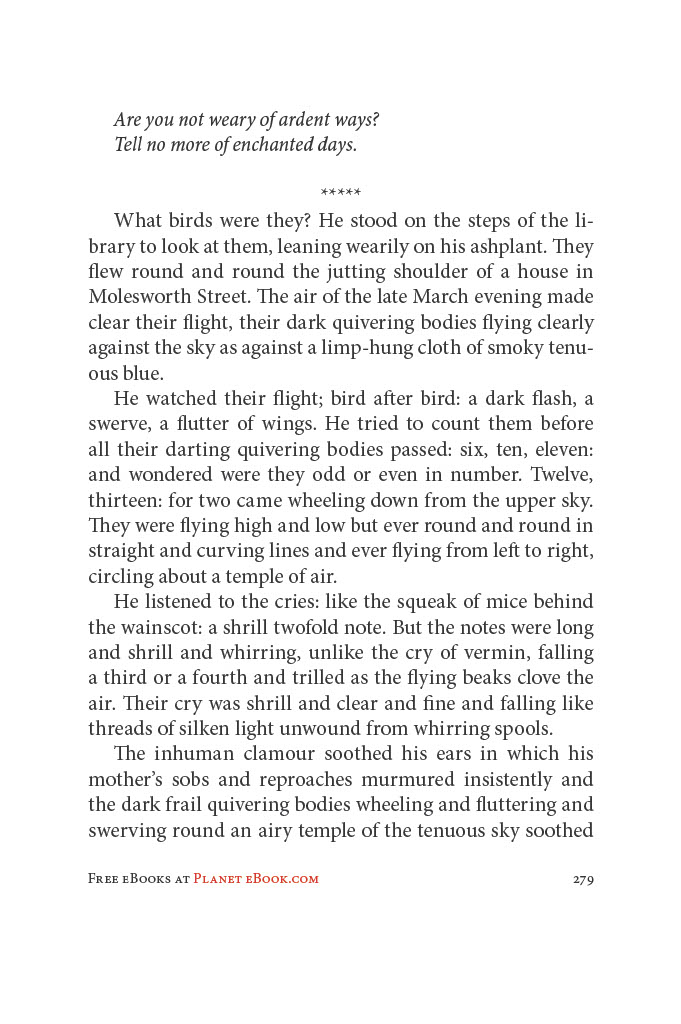 Are you not weary of ardent ways?
Tell no more of enchanted days.
*****
What birds were they? He stood on the steps of the li-
brary to look at them, leaning wearily on his ashplant. They
flew round and round the jutting shoulder of a house in
Molesworth Street. The air of the late March evening made
clear their flight, their dark quivering bodies flying clearly
against the sky as against a limp-hung cloth of smoky tenu-
ous blue.
He watched their flight; bird after bird: a dark flash, a
swerve, a flutter of wings. He tried to count them before
all their darting quivering bodies passed: six, ten, eleven:
and wondered were they odd or even in number. Twelve,
thirteen: for two came wheeling down from the upper sky.
They were flying high and low but ever round and round in
straight and curving lines and ever flying from left to right,
circling about a temple of air.
He listened to the cries: like the squeak of mice behind
the wainscot: a shrill twofold note. But the notes were long
and shrill and whirring, unlike the cry of vermin, falling
a third or a fourth and trilled as the flying beaks clove the
air. Their cry was shrill and clear and fine and falling like
threads of silken light unwound from whirring spools.
The inhuman clamour soothed his ears in which his
mother’s sobs and reproaches murmured insistently and
the dark frail quivering bodies wheeling and fluttering and
swerving round an airy temple of the tenuous sky soothed
Free eBooks at Planet eBook.com 279